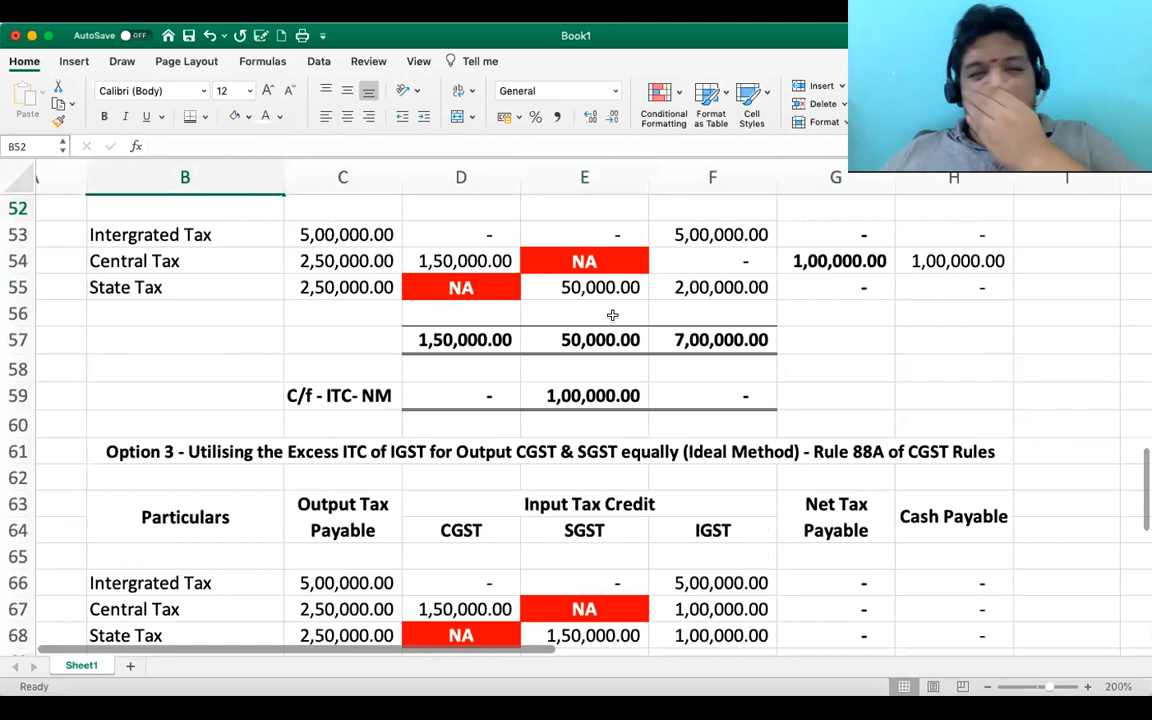 AutoSave OFF Book1
Home Insert Draw Page Layout Formulas Data Review View Tell me
Paste Calibri (Body) 12 A A General Conditional Formatting Format as Table Cell Styles Insert Delete Format
B I U A % 
B52 fx
B C D E F G H I
52
53 Intergrated Tax 5,00,000.00 - - 5,00,000.00 - -
54 Central Tax 2,50,000.00 1,50,000.00 NA - 1,00,000.00 1,00,000.00
55 State Tax 2,50,000.00 NA 50,000.00 2,00,000.00 - -
56
57 1,50,000.00 50,000.00 7,00,000.00
58
59 C/f - ITC- NM - 1,00,000.00 -
60
61 Option 3 - Utilising the Excess ITC of IGST for Output CGST & SGST equally (Ideal Method) - Rule 88A of CGST Rules
62
63 Particulars Output Tax Input Tax Credit Net Tax Cash Payable
64 Payable CGST SGST IGST Payable
65
66 Intergrated Tax 5,00,000.00 - - 5,00,000.00 - -
67 Central Tax 2,50,000.00 1,50,000.00 NA 1,00,000.00 - -
68 State Tax 2,50,000.00 NA 1,50,000.00 1,00,000.00 - -
Sheet1
Ready 200%